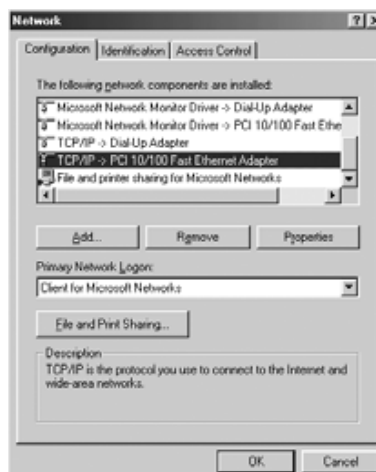 Network
Configuration Identification Access Control
The following network components are installed:
Microsoft Network Monitor Driver -> Dial-Up Adapter
Microsoft Network Monitor Driver -> PCI 10/100 Fast Ethe
TCP/IP -> Dial-Up Adapter
TCP/IP -> PCI 10/100 Fast Ethernet Adapter
File and printer sharing for Microsoft Networks
Add... Remove Properties
Primary Network Logon:
Client for Microsoft Networks
File and Print Sharing...
Description
TCP/IP is the protocol you use to connect to the Internet and
wide-area networks.
OK Cancel